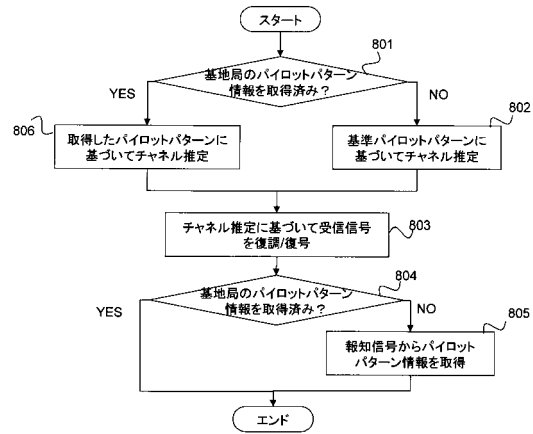 スタート
801
基地局のパイロットパターン
情報を取得済み？
YES
NO
806
取得したパイロットパターンに
基づいてチャネル推定
802
基準パイロットパターンに
基づいてチャネル推定
チャネル推定に基づいて受信信号
を復調/復号
803
804
基地局のパイロットパターン
情報を取得済み？
YES
NO
805
報知信号からパイロット
パターン情報を取得
エンド